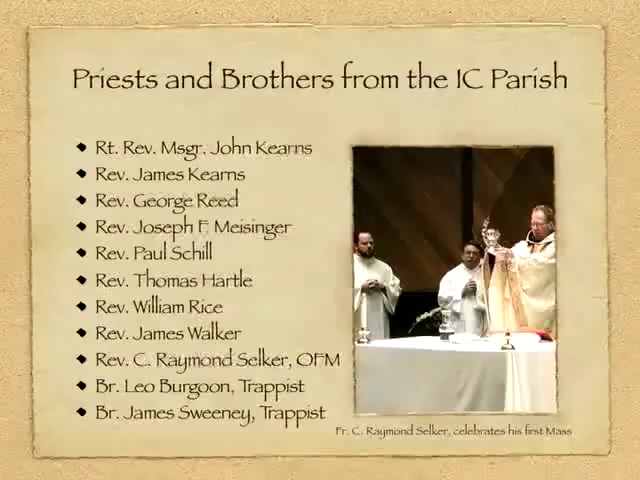 Priests and Brothers from the IC Parish
Rt. Rev. Msgr. John Kearns
Rev. James Kearns
Rev. George Reed
Rev. Joseph F. Meisinger
Rev. Paul Schill
Rev. Thomas Hartle
Rev. William Rice
Rev. James Walker
Rev. C. Raymond Selker, OFM
Br. Leo Burgoon, Trappist
Br. James Sweeney, Trappist
Fr. C. Raymond Selker, celebrates his first Mass